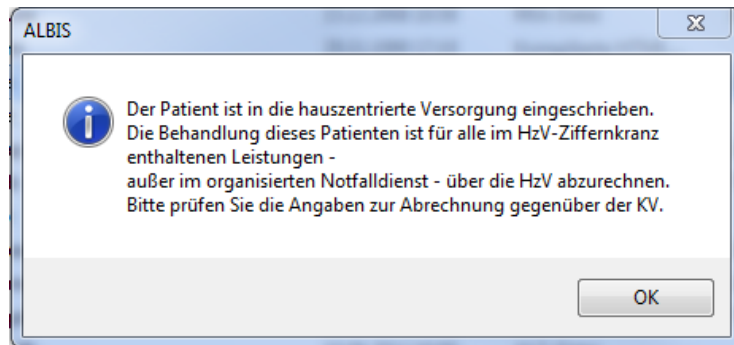 ALBIS
Der Patient ist in die hauszentrierte Versorgung eingeschrieben.
Die Behandlung dieses Patienten ist für alle im HzV-Ziffernkranz
enthaltenen Leistungen -
außer im organisierten Notfalldienst - über die HzV abzurechnen.
Bitte prüfen Sie die Angaben zur Abrechnung gegenüber der KV.
OK